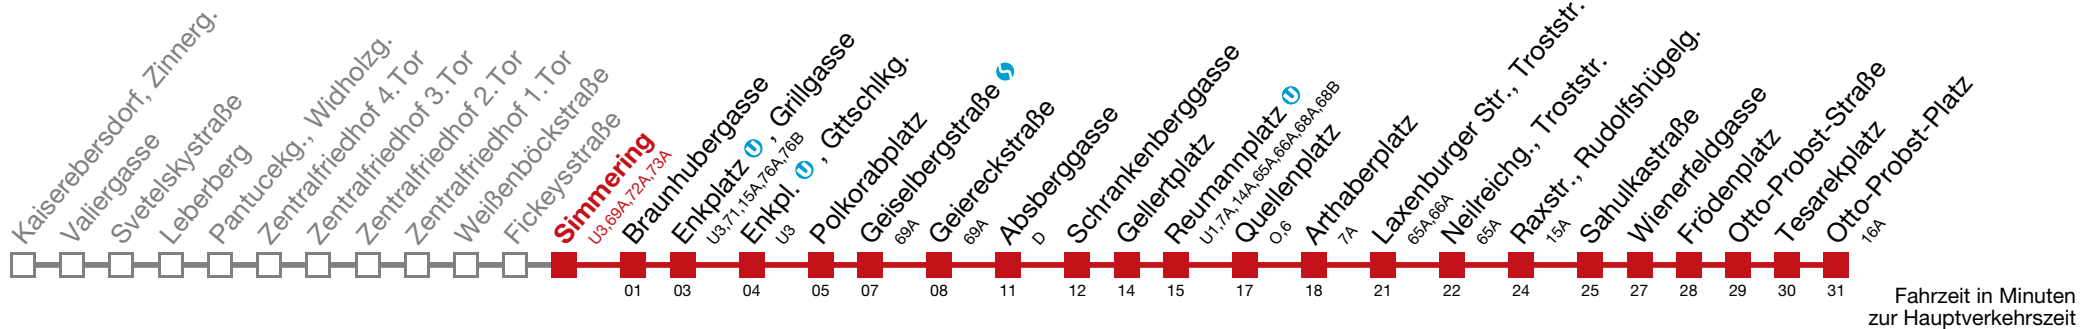 Kaiserebersdorf, Zinnerg.
Valiergasse
Svetelskystraße
Leberberg
Pantucekg., Widholzg.
Zentralfriedhof 4.Tor
Zentralfriedhof 3.Tor
Zentralfriedhof 2.Tor
Zentralfriedhof 1.Tor
Weißenböckstraße
Fickeysstraße
Simmering
U3,69A,72A,73A
Braunhubergasse
Enkplatz U, Grillgasse
U3,71,15A,76A,76B
Enkpl. U, Gttschlkg.
U3
Polkorabplatz
Geiselbergstraße S
69A
Geiereckstraße
69A
Absberggasse
D
Schrankenberggasse
Gellertplatz
Reumannplatz U
U1,7A,14A,65A,66A,68A,68B
Quellenplatz
O,6
Arthaberplatz
7A
Laxenburger Str., Troststr.
65A,66A
Neilreichg., Troststr.
65A
Raxstr., Rudolfshügelg.
15A
Sahulkastraße
Wienerfeldgasse
Frödenplatz
Otto-Probst-Straße
Tesarekplatz
Otto-Probst-Platz
16A
01 03 04 05 07 08 11 12 14 15 17 18 21 22 24 25 27 28 29 30 31
Fahrzeit in Minuten
zur Hauptverkehrszeit